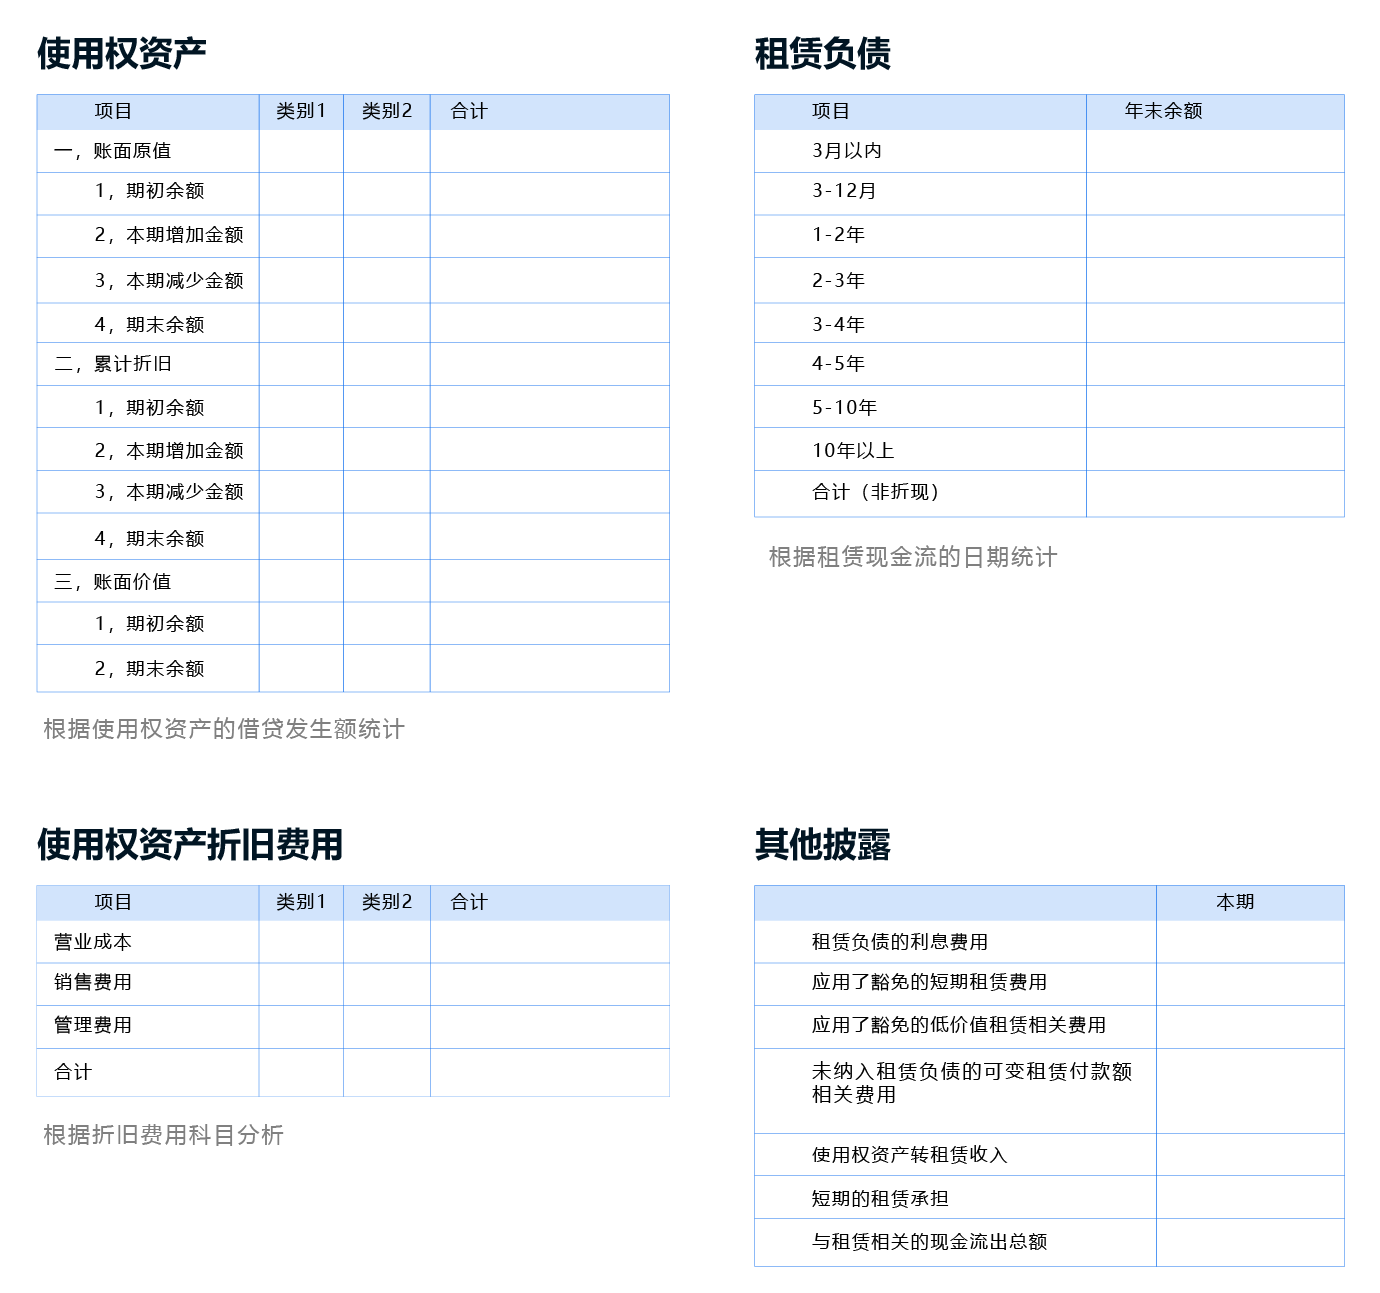 使用权资产
项目 类别1 类别2 合计
一，账面原值
1，期初余额
2，本期增加金额
3，本期减少金额
4，期末余额
二，累计折旧
1，期初余额
2，本期增加金额
3，本期减少金额
4，期末余额
三，账面价值
1，期初余额
2，期末余额
根据使用权资产的借贷发生额统计
租赁负债
项目 年末余额
3月以内
3-12月
1-2年
2-3年
3-4年
4-5年
5-10年
10年以上
合计（非折现）
根据租赁现金流的日期统计
使用权资产折旧费用
项目 类别1 类别2 合计
营业成本
销售费用
管理费用
合计
根据折旧费用科目分析
其他披露
本期
租赁负债的利息费用
应用了豁免的短期租赁费用
应用了豁免的低价值租赁相关费用
未纳入租赁负债的可变租赁付款额
相关费用
使用权资产转租赁收入
短期的租赁承担
与租赁相关的现金流出总额